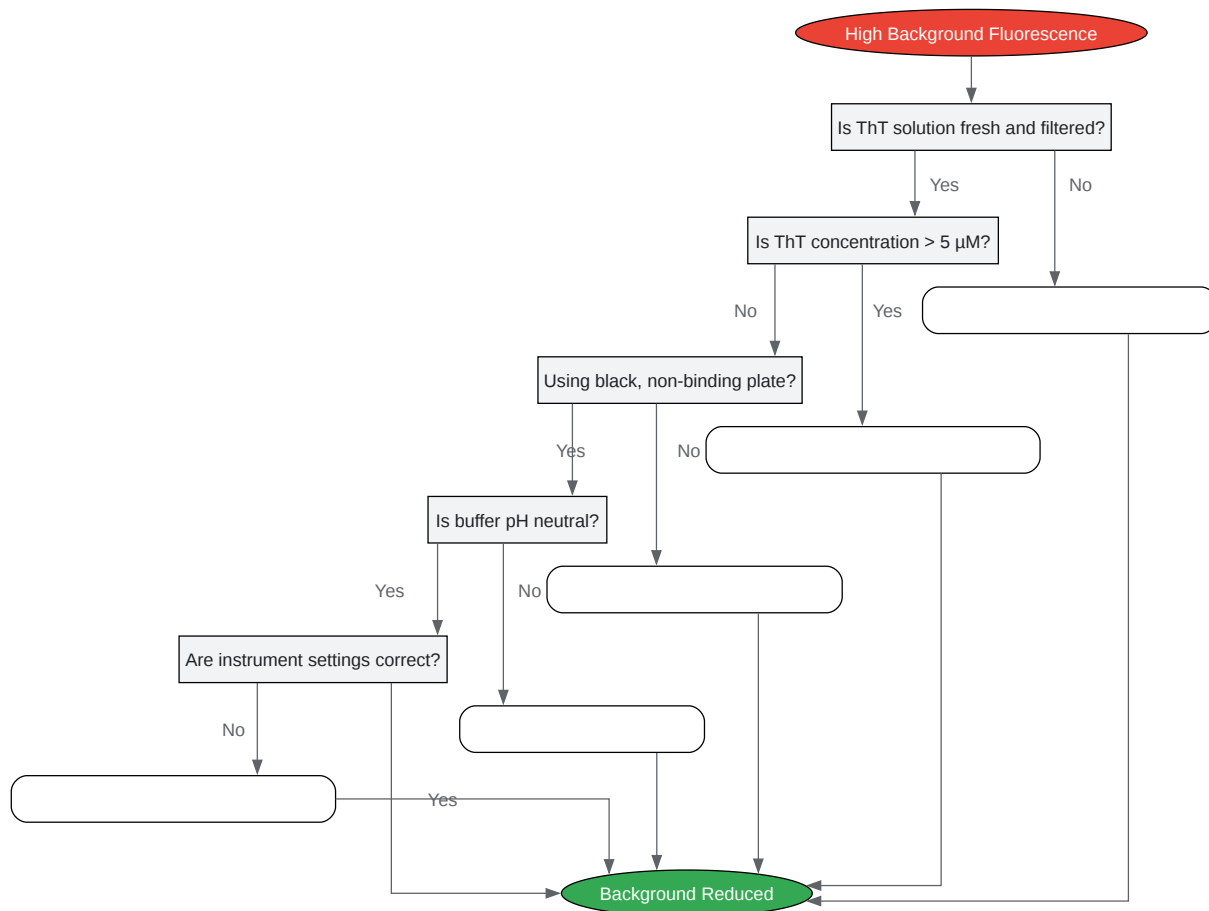 High Background Fluorescence
Is ThT solution fresh and filtered?
Yes
No
Is ThT concentration > 5 µM?
No
Yes
Using black, non-binding plate?
Yes
No
Is buffer pH neutral?
Yes
No
Are instrument settings correct?
No
Yes
Background Reduced